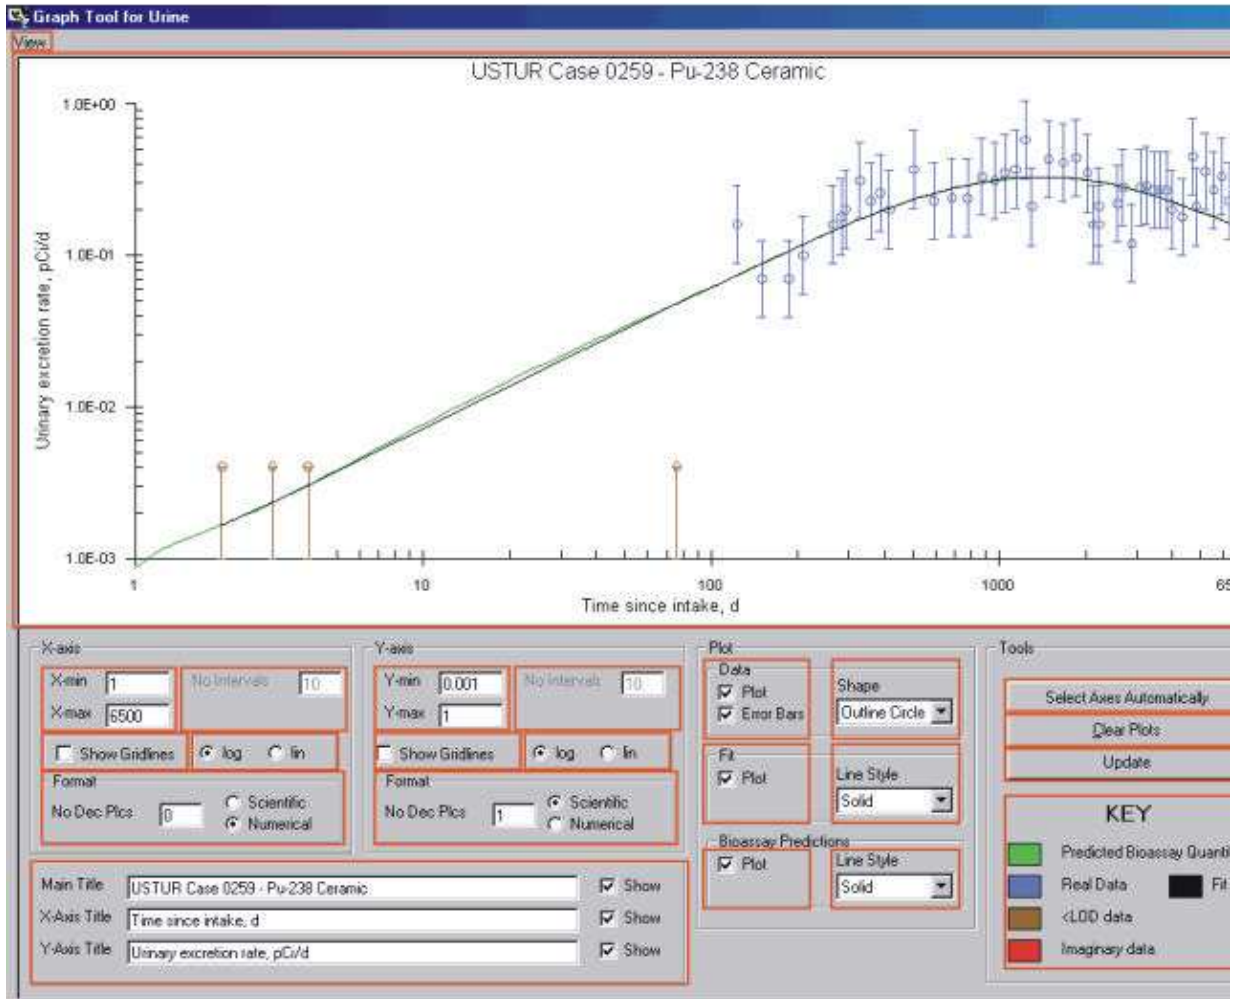 Graph Tool for Urine
View
USTUR Case 0259 - Pu-238 Ceramic
1.0E+00
1.0E-01
1.0E-02
1.0E-03
Urinary excretion rate, pCi/d
1 10 100 1000 65
Time since intake, d
X-axis Y-axis Plot Tools
X-min 1 No Intervals 10 Y-min 0.001 No Intervals 10 Data
Plot Shape Select Axes Automatically
X-max 6500 Y-max 1 Error Bars Outline Circle
Clear Plots
Show Gridlines log lin Show Gridlines log lin Fit Update
Format Format Plot Line Style
No Dec Plcs 0 Scientific No Dec Plcs 1 Scientific Solid KEY
Numerical Numerical
Bioassay Predictions Predicted Bioassay Quanti
Plot Line Style
Main Title USTUR Case 0259 - Pu-238 Ceramic Show Solid Real Data Fit
X-Axis Title Time since intake, d Show <LOD data
Y-Axis Title Urinary excretion rate, pCi/d Show Imaginary data